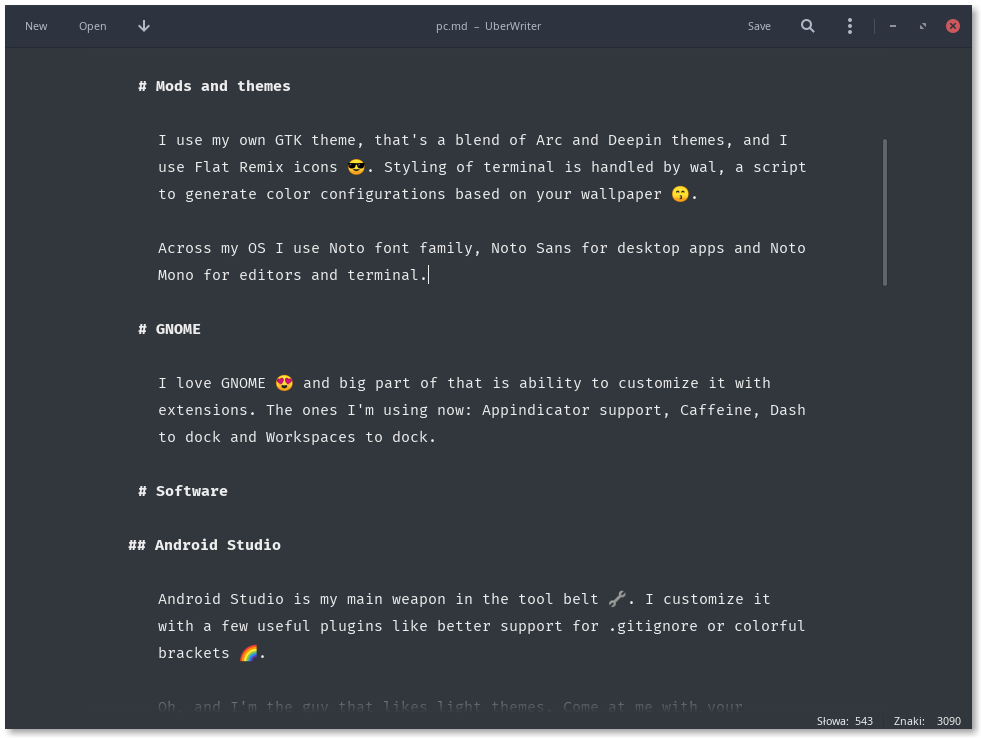 New Open pc.md – UberWriter Save
# Mods and themes
I use my own GTK theme, that's a blend of Arc and Deepin themes, and I
use Flat Remix icons 😎. Styling of terminal is handled by wal, a script
to generate color configurations based on your wallpaper 😙.
Across my OS I use Noto font family, Noto Sans for desktop apps and Noto
Mono for editors and terminal.
# GNOME
I love GNOME 😍 and big part of that is ability to customize it with
extensions. The ones I'm using now: Appindicator support, Caffeine, Dash
to dock and Workspaces to dock.
# Software
## Android Studio
Android Studio is my main weapon in the tool belt 🔧. I customize it
with a few useful plugins like better support for .gitignore or colorful
brackets 🌈.
Oh, and I'm the guy that likes light themes. Come at me with your
Słowa: 543 Znaki: 3090